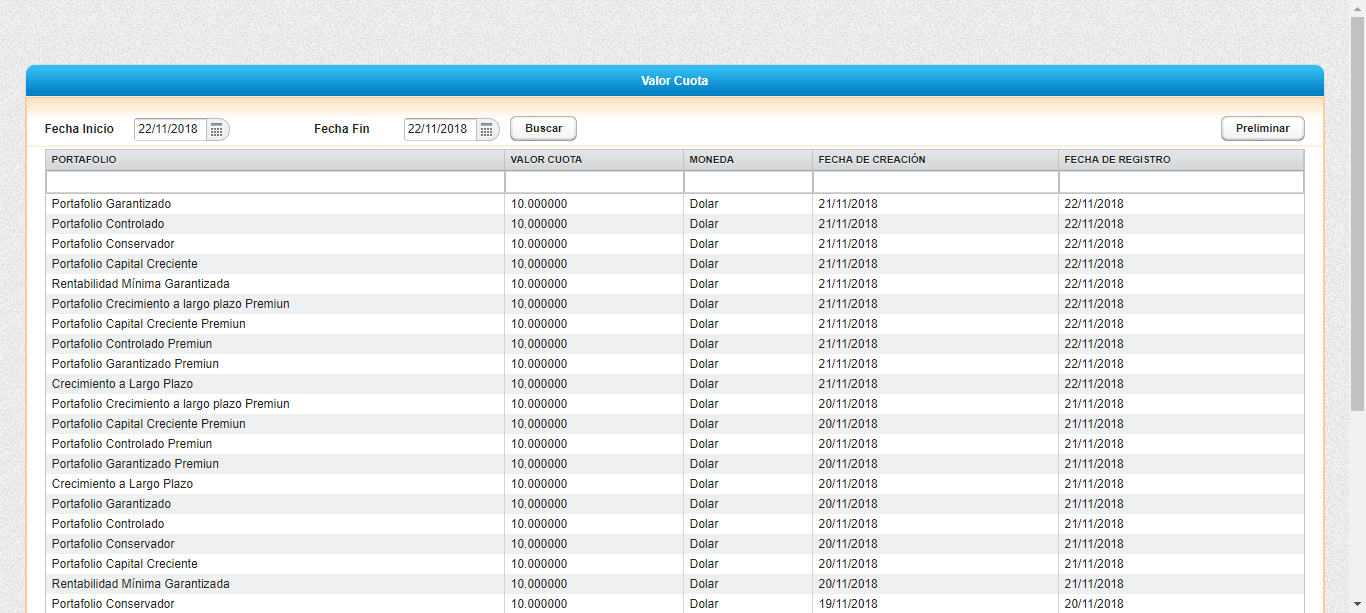 Valor Cuota
Fecha Inicio 22/11/2018 Fecha Fin 22/11/2018 Buscar Preliminar
PORTAFOLIO VALOR CUOTA MONEDA FECHA DE CREACIÓN FECHA DE REGISTRO
Portafolio Garantizado 10.000000 Dolar 21/11/2018 22/11/2018
Portafolio Controlado 10.000000 Dolar 21/11/2018 22/11/2018
Portafolio Conservador 10.000000 Dolar 21/11/2018 22/11/2018
Portafolio Capital Creciente 10.000000 Dolar 21/11/2018 22/11/2018
Rentabilidad Mínima Garantizada 10.000000 Dolar 21/11/2018 22/11/2018
Portafolio Crecimiento a largo plazo Premiun 10.000000 Dolar 21/11/2018 22/11/2018
Portafolio Capital Creciente Premiun 10.000000 Dolar 21/11/2018 22/11/2018
Portafolio Controlado Premiun 10.000000 Dolar 21/11/2018 22/11/2018
Portafolio Garantizado Premiun 10.000000 Dolar 21/11/2018 22/11/2018
Crecimiento a Largo Plazo 10.000000 Dolar 21/11/2018 22/11/2018
Portafolio Crecimiento a largo plazo Premiun 10.000000 Dolar 20/11/2018 21/11/2018
Portafolio Capital Creciente Premiun 10.000000 Dolar 20/11/2018 21/11/2018
Portafolio Controlado Premiun 10.000000 Dolar 20/11/2018 21/11/2018
Portafolio Garantizado Premiun 10.000000 Dolar 20/11/2018 21/11/2018
Crecimiento a Largo Plazo 10.000000 Dolar 20/11/2018 21/11/2018
Portafolio Garantizado 10.000000 Dolar 20/11/2018 21/11/2018
Portafolio Controlado 10.000000 Dolar 20/11/2018 21/11/2018
Portafolio Conservador 10.000000 Dolar 20/11/2018 21/11/2018
Portafolio Capital Creciente 10.000000 Dolar 20/11/2018 21/11/2018
Rentabilidad Mínima Garantizada 10.000000 Dolar 20/11/2018 21/11/2018
Portafolio Conservador 10.000000 Dolar 19/11/2018 20/11/2018